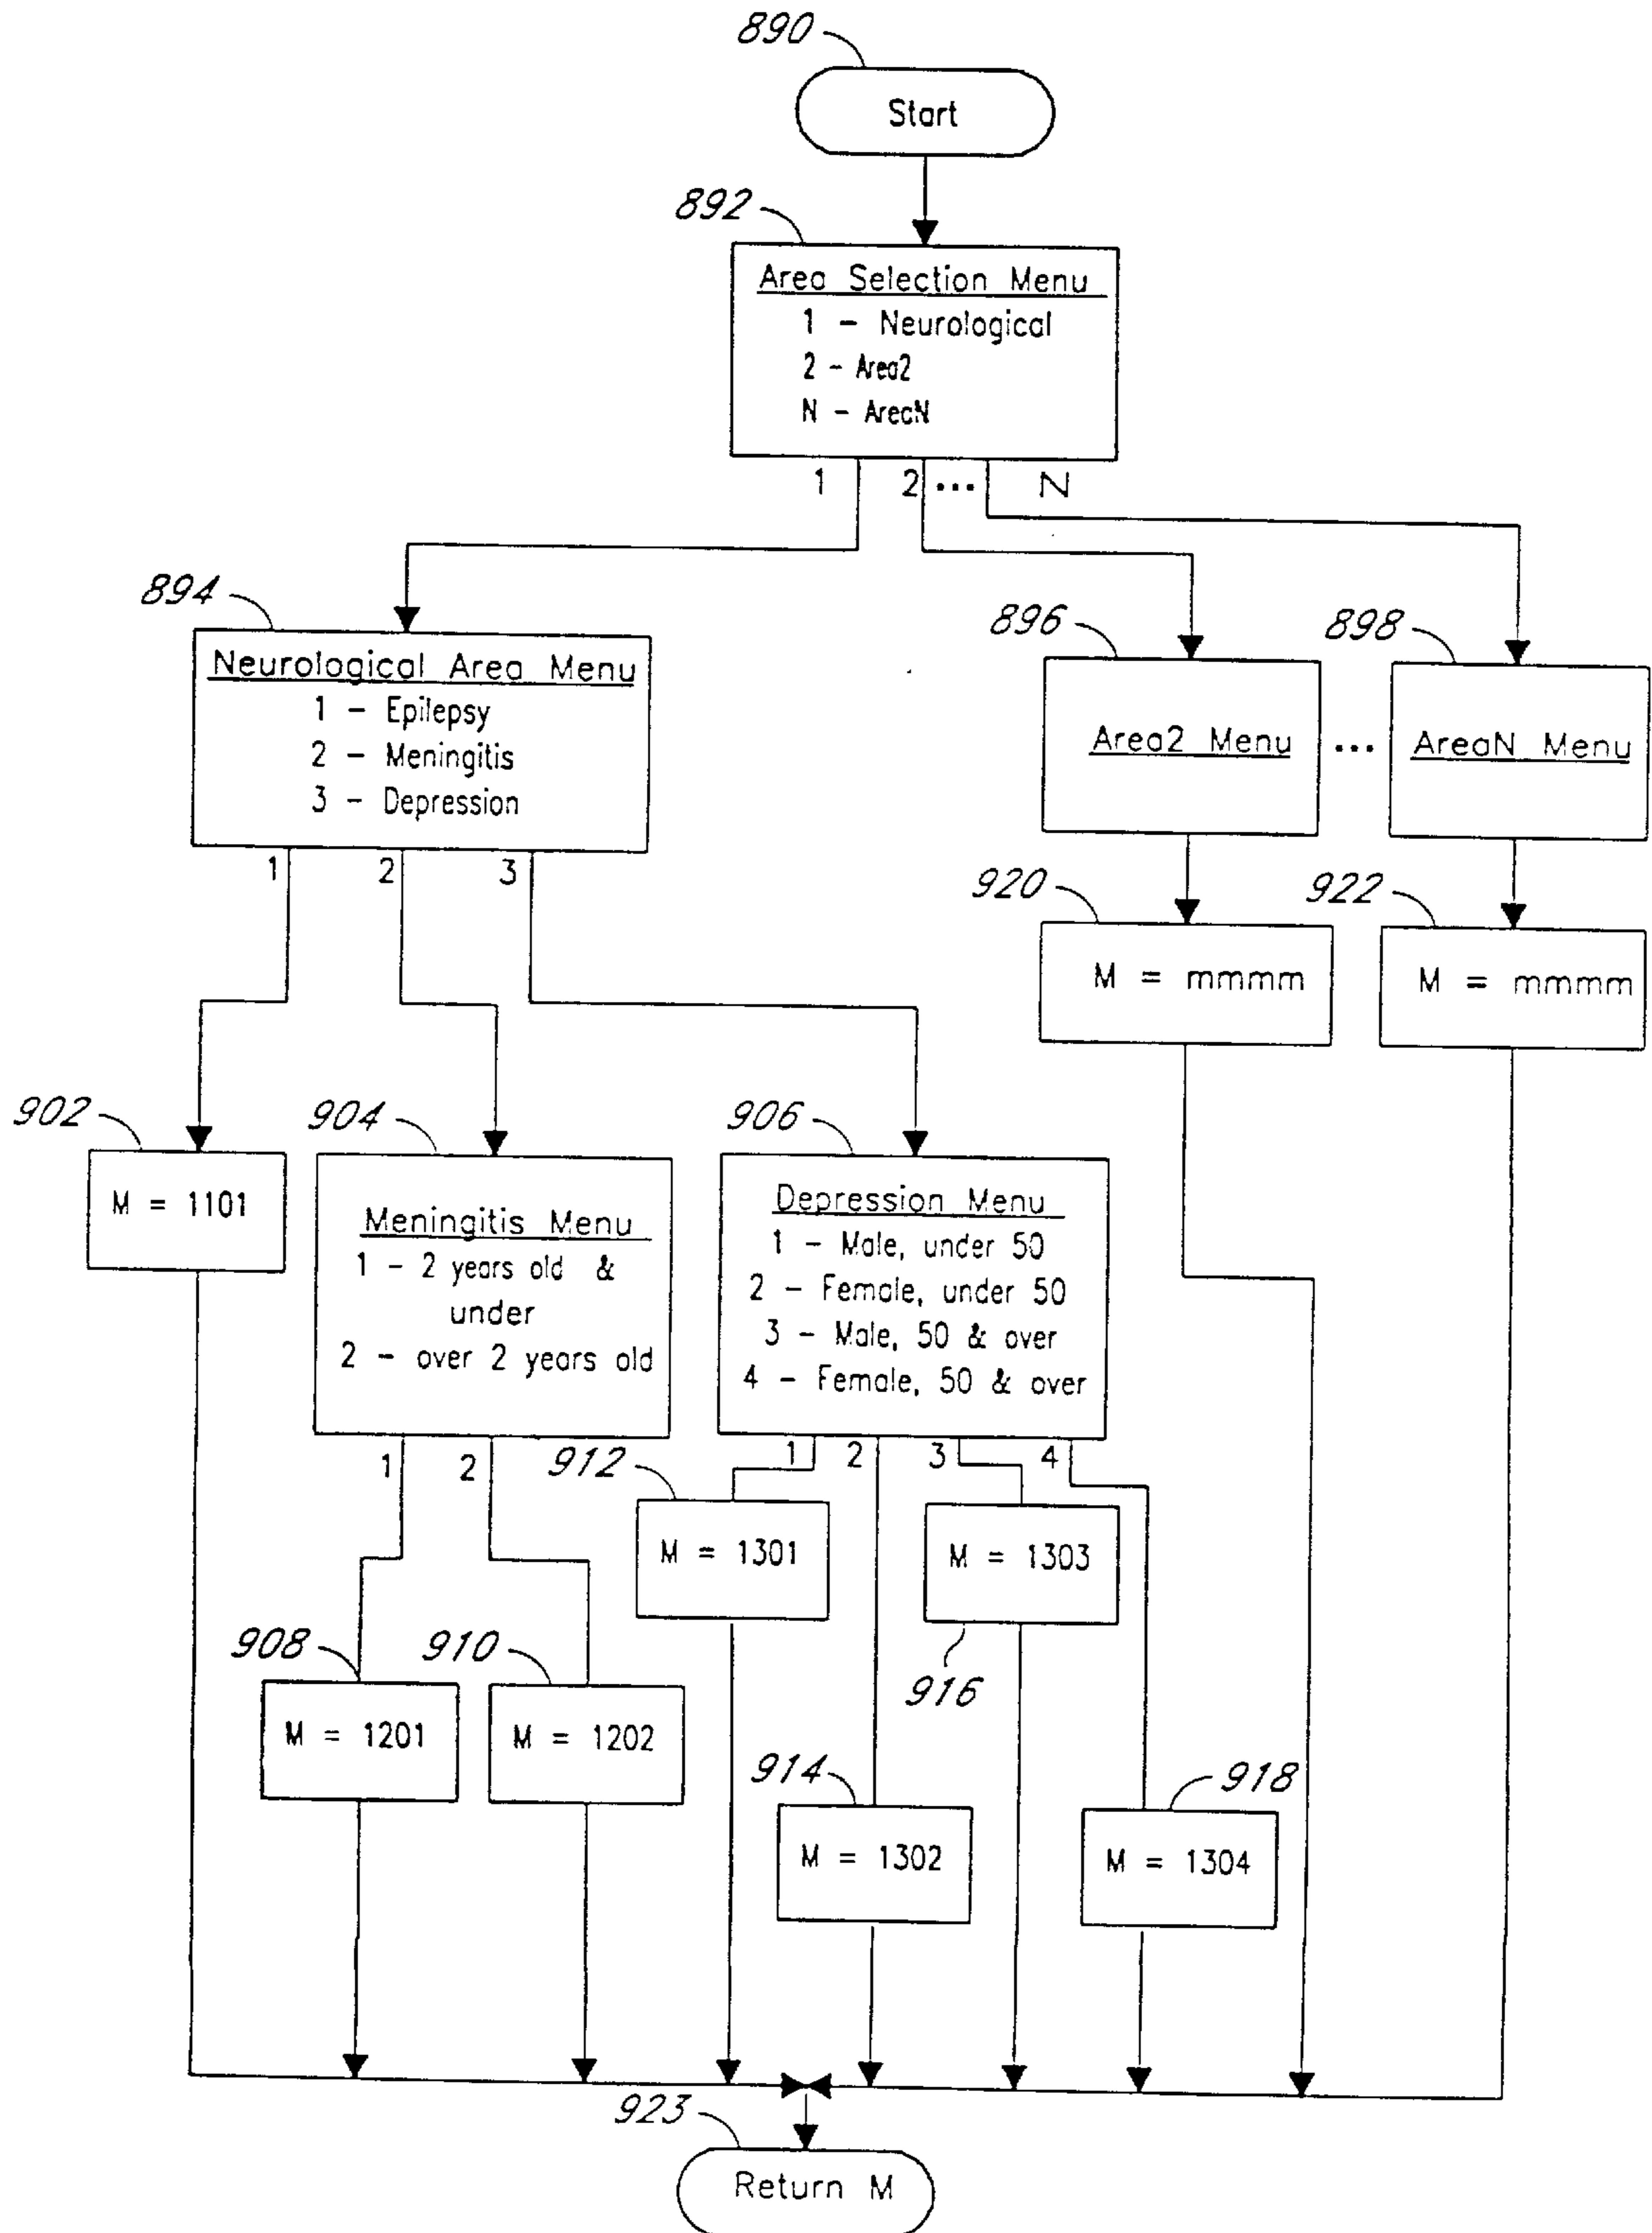 890
Start
892
Area Selection Menu
1 - Neurological
2 - Area2
N - AreaN
1 2 ... N
894
Neurological Area Menu
1 - Epilepsy
2 - Meningitis
3 - Depression
1 2 3
896
Area2 Menu
...
898
AreaN Menu
920
M = mmmm
922
M = mmmm
902
M = 1101
904
Meningitis Menu
1 - 2 years old &
under
2 - over 2 years old
1 2
906
Depression Menu
1 - Male, under 50
2 - Female, under 50
3 - Male, 50 & over
4 - Female, 50 & over
1 2 3 4
912
M = 1301
M = 1303
916
908
M = 1201
910
M = 1202
914
M = 1302
918
M = 1304
923
Return M